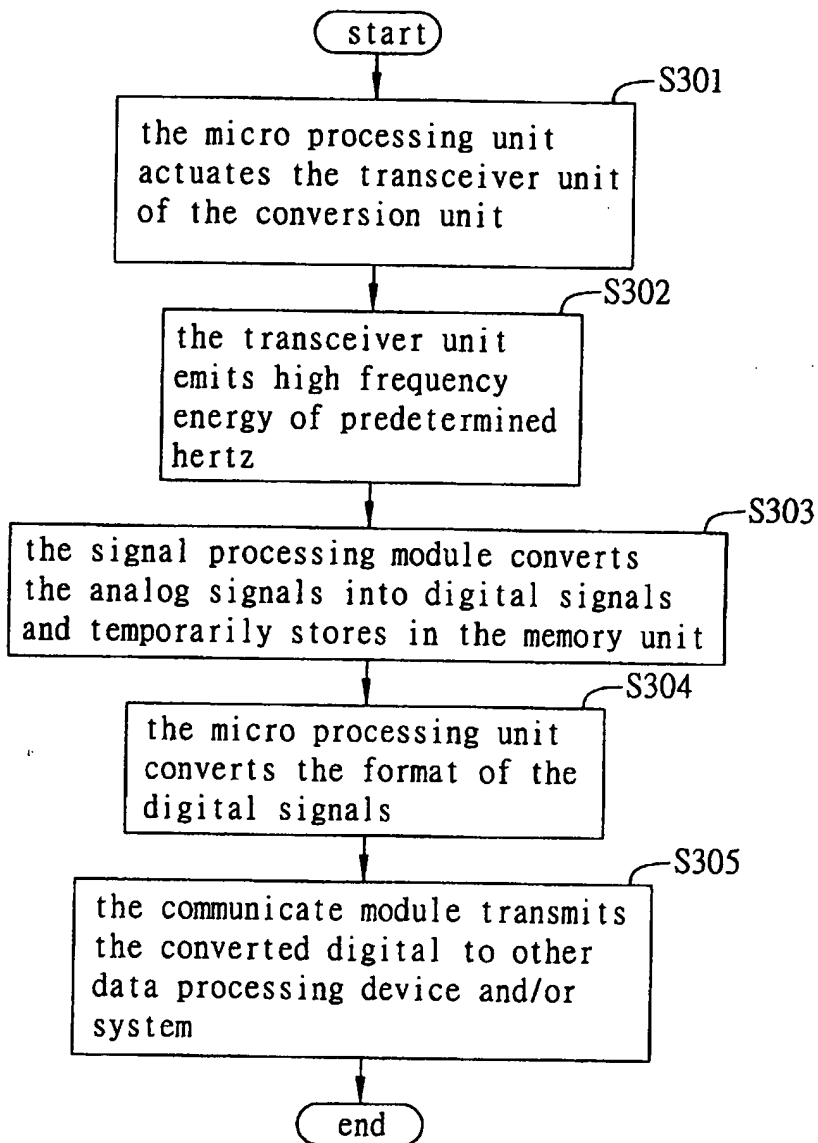 start
S301
the micro processing unit
actuates the transceiver unit
of the conversion unit
S302
the transceiver unit
emits high frequency
energy of predetermined
hertz
S303
the signal processing module converts
the analog signals into digital signals
and temporarily stores in the memory unit
S304
the micro processing unit
converts the format of the
digital signals
S305
the communicate module transmits
the converted digital to other
data processing device and/or
system
end